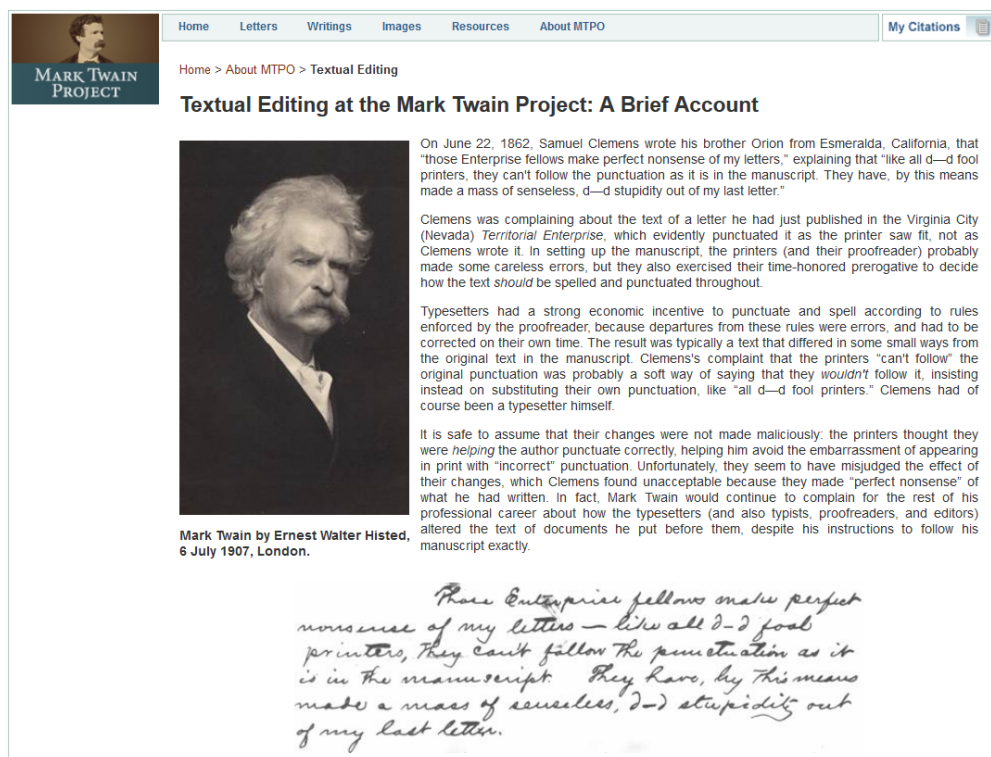 MARK TWAIN
PROJECT
Home Letters Writings Images Resources About MTPO
My Citations
Home > About MTPO > Textual Editing
Textual Editing at the Mark Twain Project: A Brief Account
On June 22, 1862, Samuel Clemens wrote his brother Orion from Esmeralda, California, that
“those Enterprise fellows make perfect nonsense of my letters,” explaining that “like all d—d fool
printers, they can't follow the punctuation as it is in the manuscript. They have, by this means
made a mass of senseless, d—d stupidity out of my last letter.”
Clemens was complaining about the text of a letter he had just published in the Virginia City
(Nevada) Territorial Enterprise, which evidently punctuated it as the printer saw fit, not as
Clemens wrote it. In setting up the manuscript, the printers (and their proofreader) probably
made some careless errors, but they also exercised their time-honored prerogative to decide
how the text should be spelled and punctuated throughout.
Typesetters had a strong economic incentive to punctuate and spell according to rules
enforced by the proofreader, because departures from these rules were errors, and had to be
corrected on their own time. The result was typically a text that differed in some small ways from
the original text in the manuscript. Clemens's complaint that the printers “can't follow” the
original punctuation was probably a soft way of saying that they wouldn't follow it, insisting
instead on substituting their own punctuation, like “all d—d fool printers.” Clemens had of
course been a typesetter himself.
It is safe to assume that their changes were not made maliciously: the printers thought they
were helping the author punctuate correctly, helping him avoid the embarrassment of appearing
in print with “incorrect” punctuation. Unfortunately, they seem to have misjudged the effect of
their changes, which Clemens found unacceptable because they made “perfect nonsense” of
what he had written. In fact, Mark Twain would continue to complain for the rest of his
professional career about how the typesetters (and also typists, proofreaders, and editors)
altered the text of documents he put before them, despite his instructions to follow his
manuscript exactly.
Mark Twain by Ernest Walter Histed,
6 July 1907, London.
Those Enterprise fellows make perfect
nonsense of my letters — like all d–d fool
printers, they can't follow the punctuation as it
is in the manuscript. They have, by this means
made a mass of senseless, d–d stupidity out
of my last letter.